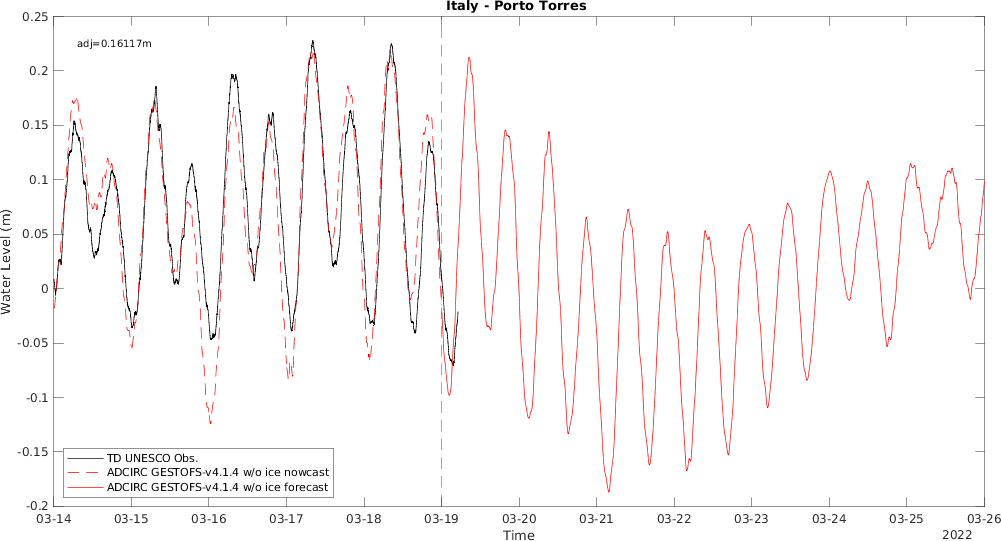 Italy - Porto Torres
adj=0.16117m
0.25
0.2
0.15
0.1
0.05
0
-0.05
-0.1
-0.15
-0.2
Water Level (m)
TD UNESCO Obs.
ADCIRC GESTOFS-v4.1.4 w/o ice nowcast
ADCIRC GESTOFS-v4.1.4 w/o ice forecast
03-14 03-15 03-16 03-17 03-18 03-19 03-20 03-21 03-22 03-23 03-24 03-25 03-26
Time
2022